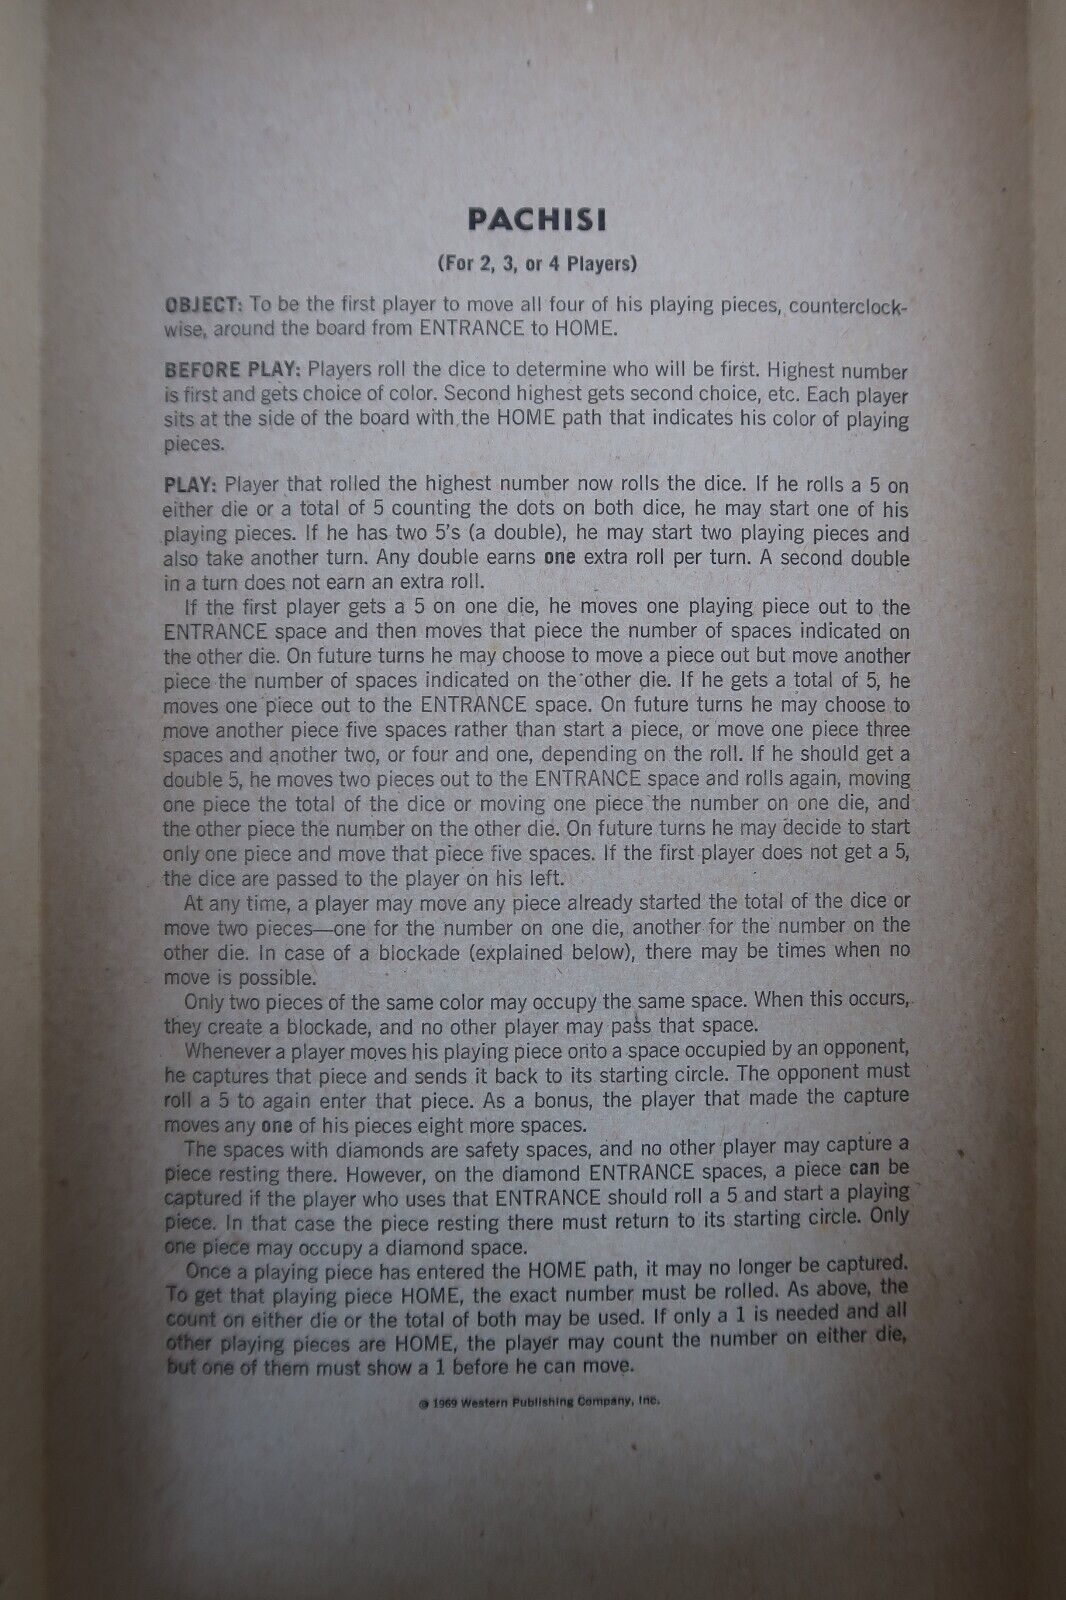 PACHISI
(For 2, 3, or 4 Players)
OBJECT: To be the first player to move all four of his playing pieces, counterclock-
wise, around the board from ENTRANCE to HOME.
BEFORE PLAY: Players roll the dice to determine who will be first. Highest number
is first and gets choice of color. Second highest gets second choice, etc. Each player
sits at the side of the board with the HOME path that indicates his color of playing
pieces.
PLAY: Player that rolled the highest number now rolls the dice. If he rolls a 5 on
either die or a total of 5 counting the dots on both dice, he may start one of his
playing pieces. If he has two 5's (a double), he may start two playing pieces and
also take another turn. Any double earns one extra roll per turn. A second double
in a turn does not earn an extra roll.
If the first player gets a 5 on one die, he moves one playing piece out to the
ENTRANCE space and then moves that piece the number of spaces indicated on
the other die. On future turns he may choose to move a piece out but move another
piece the number of spaces indicated on the other die. If he gets a total of 5, he
moves one piece out to the ENTRANCE space. On future turns he may choose to
move another piece five spaces rather than start a piece, or move one piece three
spaces and another two, or four and one, depending on the roll. If he should get a
double 5, he moves two pieces out to the ENTRANCE space and rolls again, moving
one piece the total of the dice or moving one piece the number on one die, and
the other piece the number on the other die. On future turns he may decide to start
only one piece and move that piece five spaces. If the first player does not get a 5,
the dice are passed to the player on his left.
At any time, a player may move any piece already started the total of the dice or
move two pieces—one for the number on one die, another for the number on the
other die. In case of a blockade (explained below), there may be times when no
move is possible.
Only two pieces of the same color may occupy the same space. When this occurs,
they create a blockade, and no other player may pass that space.
Whenever a player moves his playing piece onto a space occupied by an opponent,
he captures that piece and sends it back to its starting circle. The opponent must
roll a 5 to again enter that piece. As a bonus, the player that made the capture
moves any one of his pieces eight more spaces.
The spaces with diamonds are safety spaces, and no other player may capture a
piece resting there. However, on the diamond ENTRANCE spaces, a piece can be
captured if the player who uses that ENTRANCE should roll a 5 and start a playing
piece. In that case the piece resting there must return to its starting circle. Only
one piece may occupy a diamond space.
Once a playing piece has entered the HOME path, it may no longer be captured.
To get that playing piece HOME, the exact number must be rolled. As above, the
count on either die or the total of both may be used. If only a 1 is needed and all
other playing pieces are HOME, the player may count the number on either die,
but one of them must show a 1 before he can move.
© 1969 Western Publishing Company, Inc.